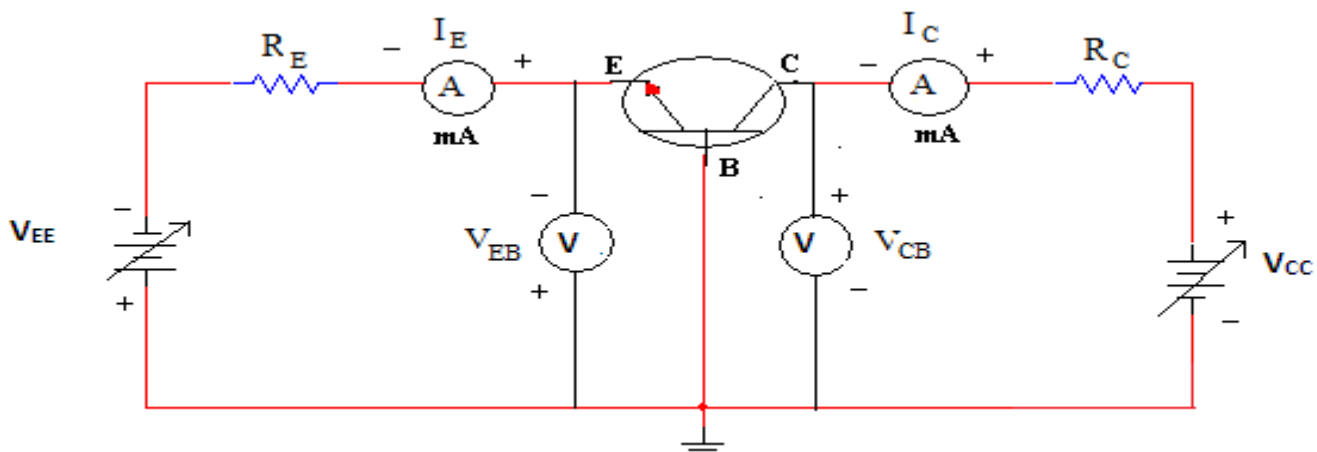 I_E
I_C
R_E
− +
E C
− +
R_C
A
A
mA
mA
B
−
V_EE
+
−
V_EB
V
+
+
V
V_CB
−
+
V_CC
−